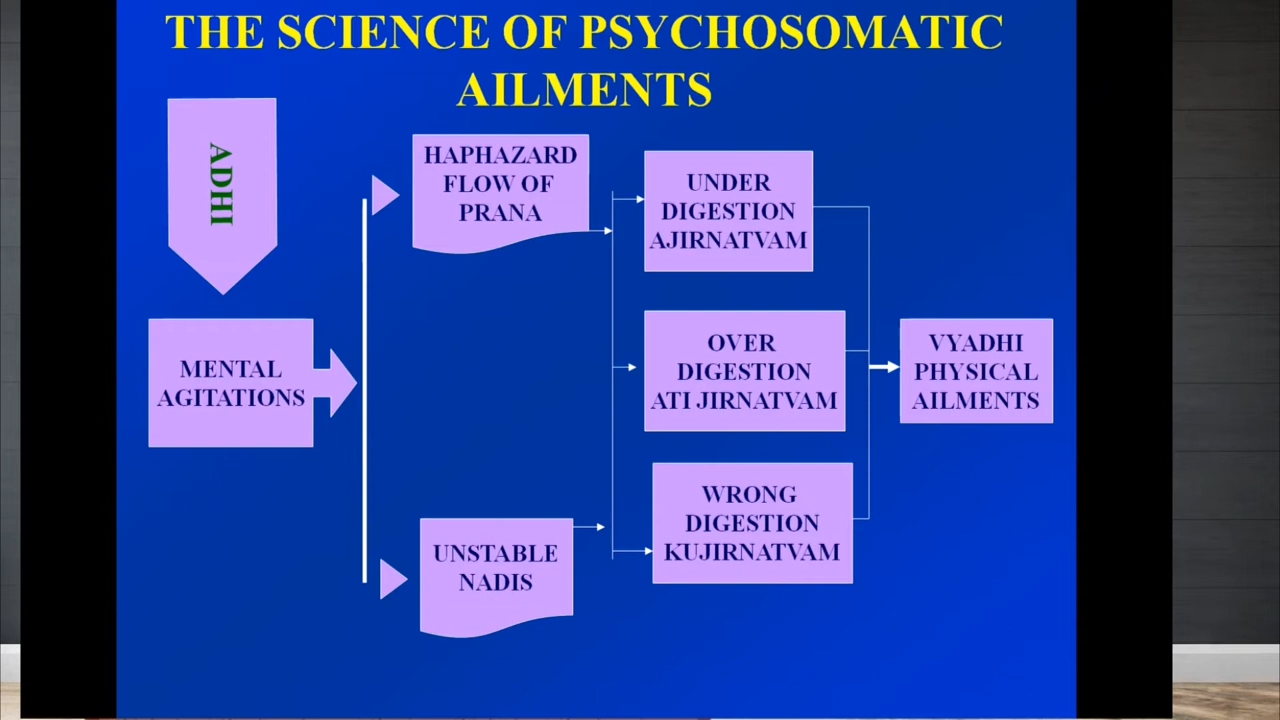 THE SCIENCE OF PSYCHOSOMATIC
AILMENTS
ADHI
MENTAL
AGITATIONS
HAPHAZARD
FLOW OF
PRANA
UNSTABLE
NADIS
UNDER
DIGESTION
AJIRNATVAM
OVER
DIGESTION
ATI JIRNATVAM
WRONG
DIGESTION
KUJIRNATVAM
VYADHI
PHYSICAL
AILMENTS